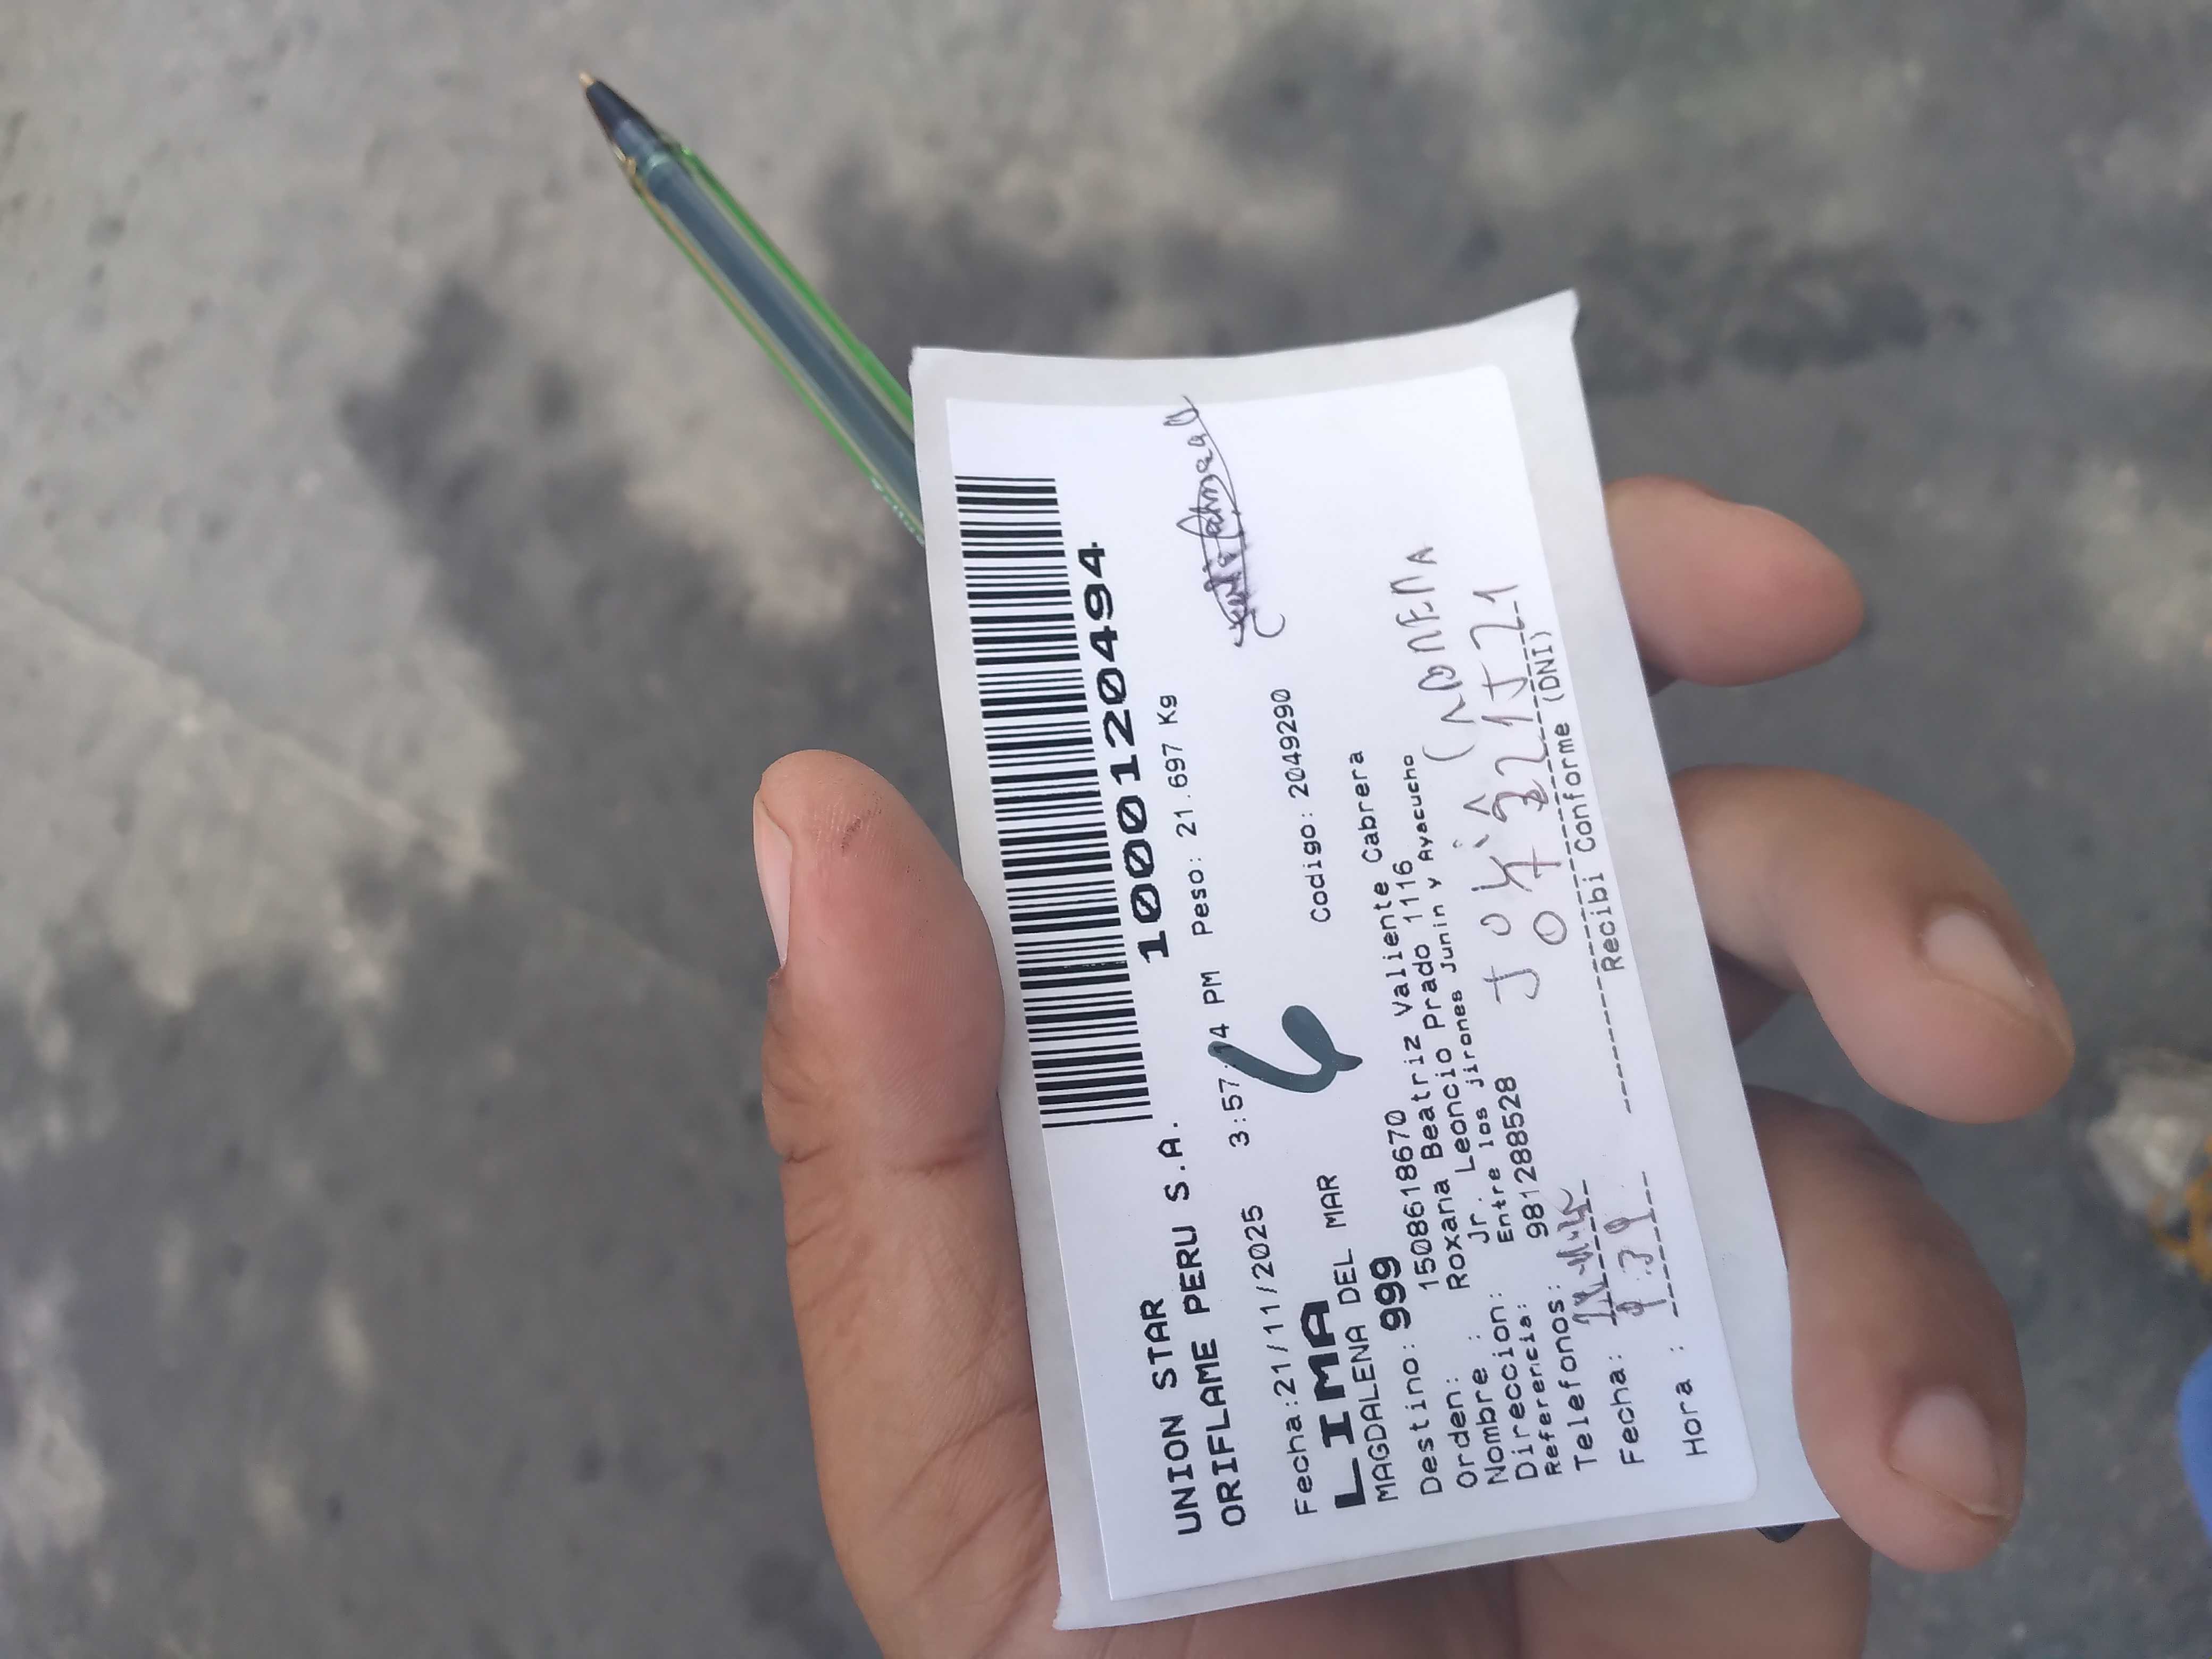 1000120494
UNION STAR
ORIFLAME PERU S.A.
Fecha:21/11/2025 3:57:14 PM Peso: 21.697 Kg
LIMA
6
MAGDALENA DEL MAR
Destino: 999 Codigo: 2049290
Orden: 1508618670
Nombre : Roxana Beatriz Valiente Cabrera
Direccion: Jr. Leoncio Prado 1116
Referencia: Entre los jirones Junin y Ayacucho
Telefonos: 981288528
Fecha:
Hora :
Recibi Conforme (DNI)